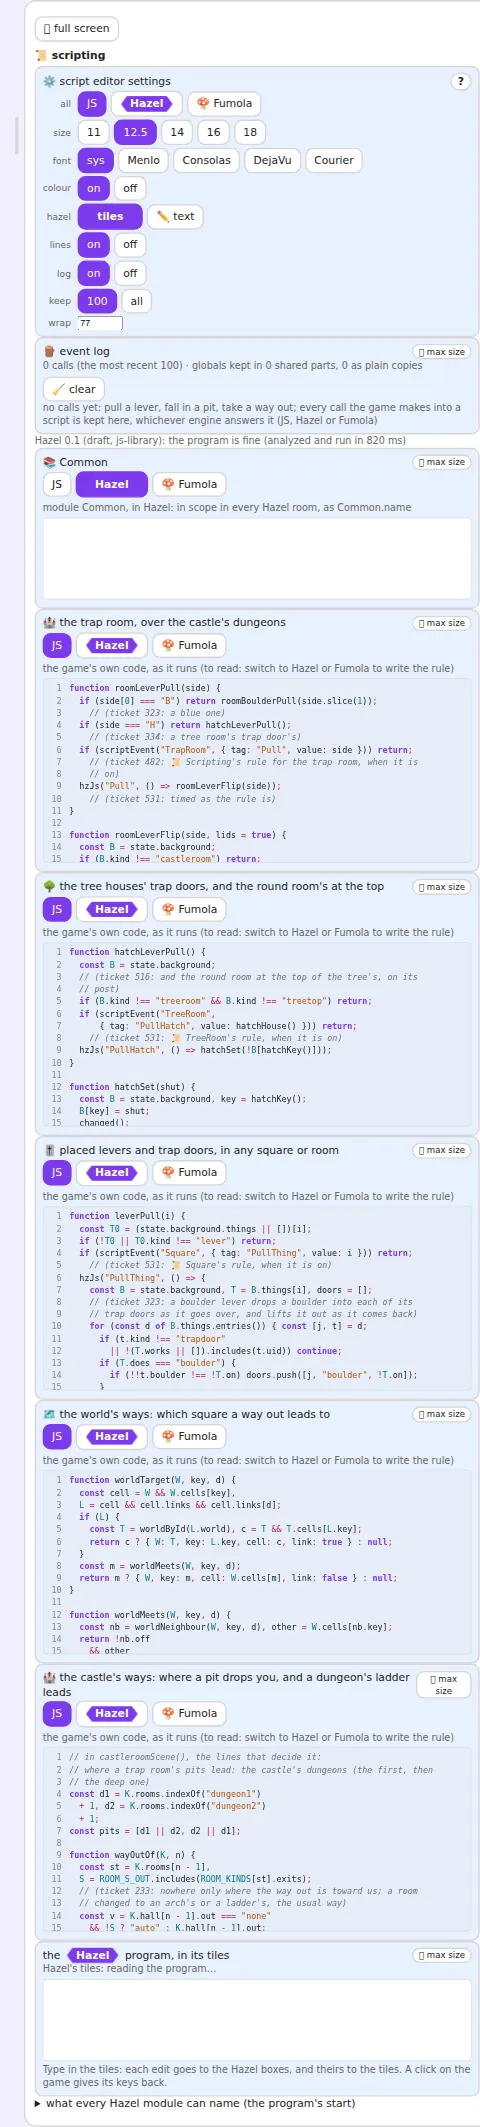 full screen
📜 scripting
⚙️ script editor settings ?
all JS Hazel 🍄 Fumola
size 11 12.5 14 16 18
font sys Menlo Consolas DejaVu Courier
colour on off
hazel tiles ✏️ text
lines on off
log on off
keep 100 all
wrap 77
🪵 event log max size
0 calls (the most recent 100) · globals kept in 0 shared parts, 0 as plain copies
🧹 clear
no calls yet: pull a lever, fall in a pit, take a way out; every call the game makes into a
script is kept here, whichever engine answers it (JS, Hazel or Fumola)
Hazel 0.1 (draft, js-library): the program is fine (analyzed and run in 820 ms)
📚 Common max size
JS Hazel 🍄 Fumola
module Common, in Hazel: in scope in every Hazel room, as Common.name
🏰 the trap room, over the castle's dungeons max size
JS Hazel 🍄 Fumola
the game's own code, as it runs (to read: switch to Hazel or Fumola to write the rule)
1 function roomLeverPull(side) {
2 if (side[0] === "B") return roomBoulderPull(side.slice(1));
3 // (ticket 323: a blue one)
4 if (side === "H") return hatchLeverPull();
5 // (ticket 334: a tree room's trap door's)
6 if (scriptEvent("TrapRoom", { tag: "Pull", value: side })) return;
7 // (ticket 482: 📜 Scripting's rule for the trap room, when it is
8 // on)
9 hzJs("Pull", () => roomLeverFlip(side));
10 // (ticket 531: timed as the rule is)
11 }
12
13 function roomLeverFlip(side, lids = true) {
14 const B = state.background;
15 if (B.kind !== "castleroom") return;
🌳 the tree houses' trap doors, and the round room's at the top max size
JS Hazel 🍄 Fumola
the game's own code, as it runs (to read: switch to Hazel or Fumola to write the rule)
1 function hatchLeverPull() {
2 const B = state.background;
3 // (ticket 516: and the round room at the top of the tree's, on its
4 // post)
5 if (B.kind !== "treeroom" && B.kind !== "treetop") return;
6 if (scriptEvent("TreeRoom",
7 { tag: "PullHatch", value: hatchHouse() })) return;
8 // (ticket 531: 📜 TreeRoom's rule, when it is on)
9 hzJs("PullHatch", () => hatchSet(!B[hatchKey()]));
10 }
11
12 function hatchSet(shut) {
13 const B = state.background, key = hatchKey();
14 B[key] = shut;
15 changed();
🎚️ placed levers and trap doors, in any square or room max size
JS Hazel 🍄 Fumola
the game's own code, as it runs (to read: switch to Hazel or Fumola to write the rule)
1 function leverPull(i) {
2 const T0 = (state.background.things || [])[i];
3 if (!T0 || T0.kind !== "lever") return;
4 if (scriptEvent("Square", { tag: "PullThing", value: i })) return;
5 // (ticket 531: 📜 Square's rule, when it is on)
6 hzJs("PullThing", () => {
7 const B = state.background, T = B.things[i], doors = [];
8 // (ticket 323: a boulder lever drops a boulder into each of its
9 // trap doors as it goes over, and lifts it out as it comes back)
10 for (const d of B.things.entries()) { const [j, t] = d;
11 if (t.kind !== "trapdoor"
12 || !(T.works || []).includes(t.uid)) continue;
13 if (T.does === "boulder") {
14 if (!!t.boulder !== !T.on) doors.push([j, "boulder", !T.on]);
15 }
🗺️ the world's ways: which square a way out leads to max size
JS Hazel 🍄 Fumola
the game's own code, as it runs (to read: switch to Hazel or Fumola to write the rule)
1 function worldTarget(W, key, d) {
2 const cell = W && W.cells[key],
3 L = cell && cell.links && cell.links[d];
4 if (L) {
5 const T = worldById(L.world), c = T && T.cells[L.key];
6 return c ? { W: T, key: L.key, cell: c, link: true } : null;
7 }
8 const m = worldMeets(W, key, d);
9 return m ? { W, key: m, cell: W.cells[m], link: false } : null;
10 }
11
12 function worldMeets(W, key, d) {
13 const nb = worldNeighbour(W, key, d), other = W.cells[nb.key];
14 return !nb.off
15 && other
🏰 the castle's ways: where a pit drops you, and a dungeon's ladder max size
leads
JS Hazel 🍄 Fumola
the game's own code, as it runs (to read: switch to Hazel or Fumola to write the rule)
1 // in castleroomScene(), the lines that decide it:
2 // where a trap room's pits lead: the castle's dungeons (the first, then
3 // the deep one)
4 const d1 = K.rooms.indexOf("dungeon1")
5 + 1, d2 = K.rooms.indexOf("dungeon2")
6 + 1;
7 const pits = [d1 || d2, d2 || d1];
8
9 function wayOutOf(K, n) {
10 const st = K.rooms[n - 1],
11 S = ROOM_S_OUT.includes(ROOM_KINDS[st].exits);
12 // (ticket 233: nowhere only where the way out is toward us; a room
13 // changed to an arch's or a ladder's, the usual way)
14 const v = K.hall[n - 1].out === "none"
15 && !S ? "auto" : K.hall[n - 1].out;
the Hazel program, in its tiles max size
Hazel's tiles: reading the program...
Type in the tiles: each edit goes to the Hazel boxes, and theirs to the tiles. A click on the
game gives its keys back.
▶ what every Hazel module can name (the program's start)